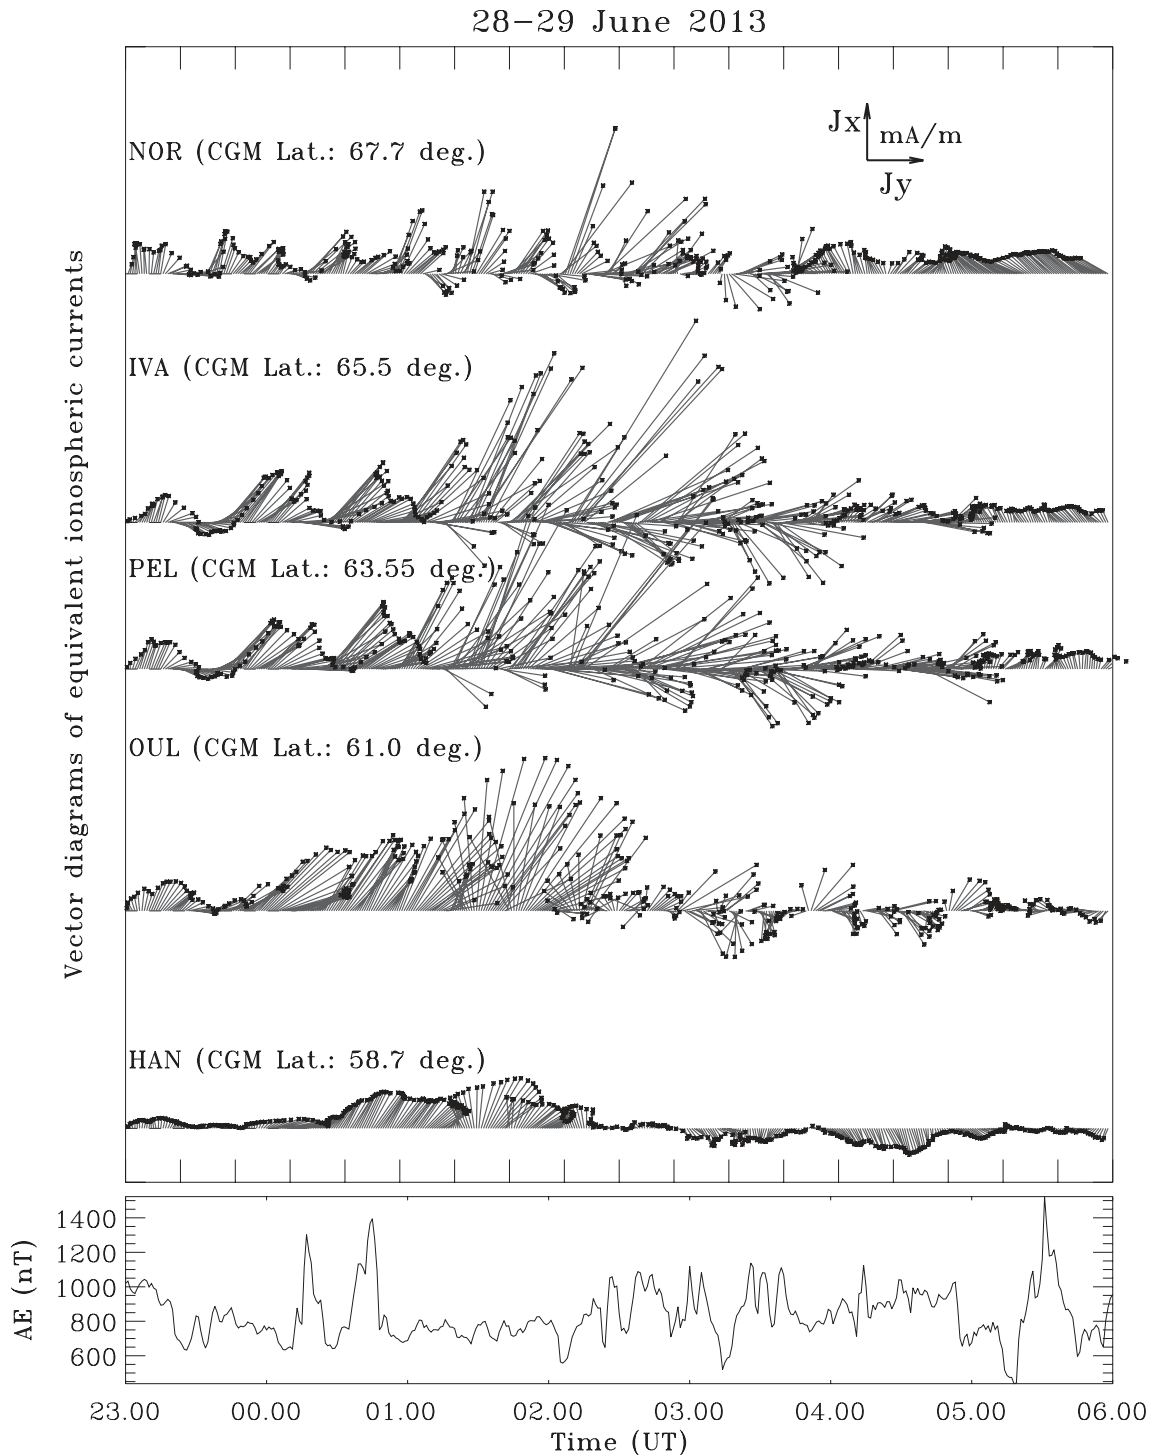 28−29 June 2013
Jx
mA/m
Jy
NOR (CGM Lat.: 67.7 deg.)
IVA (CGM Lat.: 65.5 deg.)
PEL (CGM Lat.: 63.55 deg.)
OUL (CGM Lat.: 61.0 deg.)
HAN (CGM Lat.: 58.7 deg.)
Vector diagrams of equivalent ionospheric currents
1400
1200
1000
800
600
AE (nT)
23.00 00.00 01.00 02.00 03.00 04.00 05.00 06.00
Time (UT)